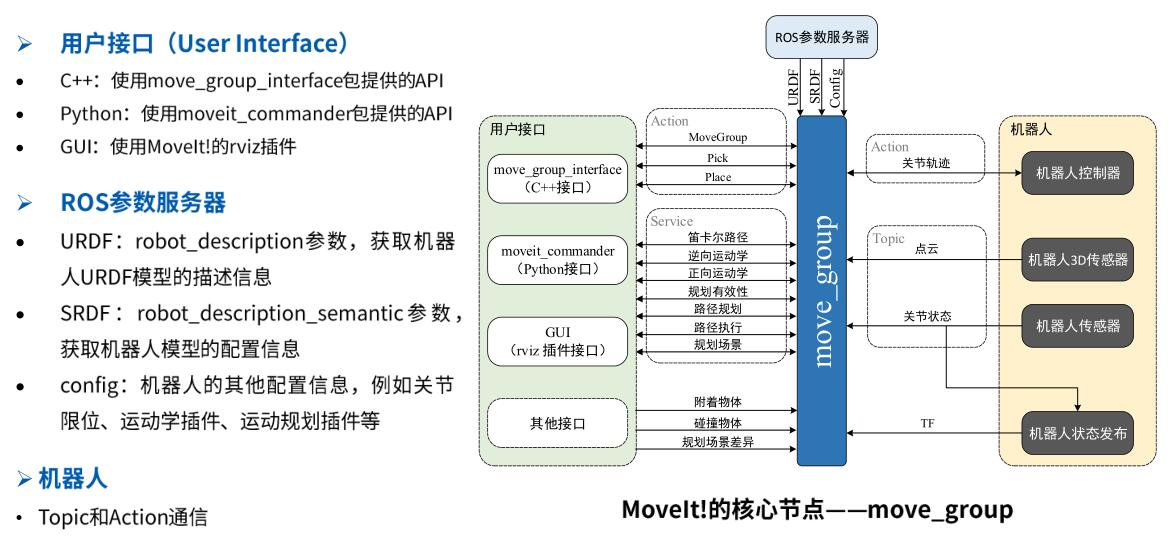 ➢ 用户接口（User Interface）
• C++：使用move_group_interface包提供的API
• Python：使用moveit_commander包提供的API
• GUI：使用MoveIt!的rviz插件
➢ ROS参数服务器
• URDF：robot_description参数，获取机器
人URDF模型的描述信息
• SRDF：robot_description_semantic参数，
获取机器人模型的配置信息
• config：机器人的其他配置信息，例如关节
限位、运动学插件、运动规划插件等
➢ 机器人
• Topic和Action通信
ROS参数服务器
URDF
SRDF
Config
用户接口
move_group_interface
（C++接口）
moveit_commander
（Python接口）
GUI
（rviz 插件接口）
其他接口
Action
MoveGroup
Pick
Place
Service
笛卡尔路径
逆向运动学
正向运动学
规划有效性
路径规划
路径执行
规划场景
附着物体
碰撞物体
规划场景差异
move_group
Action
关节轨迹
Topic
点云
关节状态
TF
机器人
机器人控制器
机器人3D传感器
机器人传感器
机器人状态发布
MoveIt!的核心节点——move_group